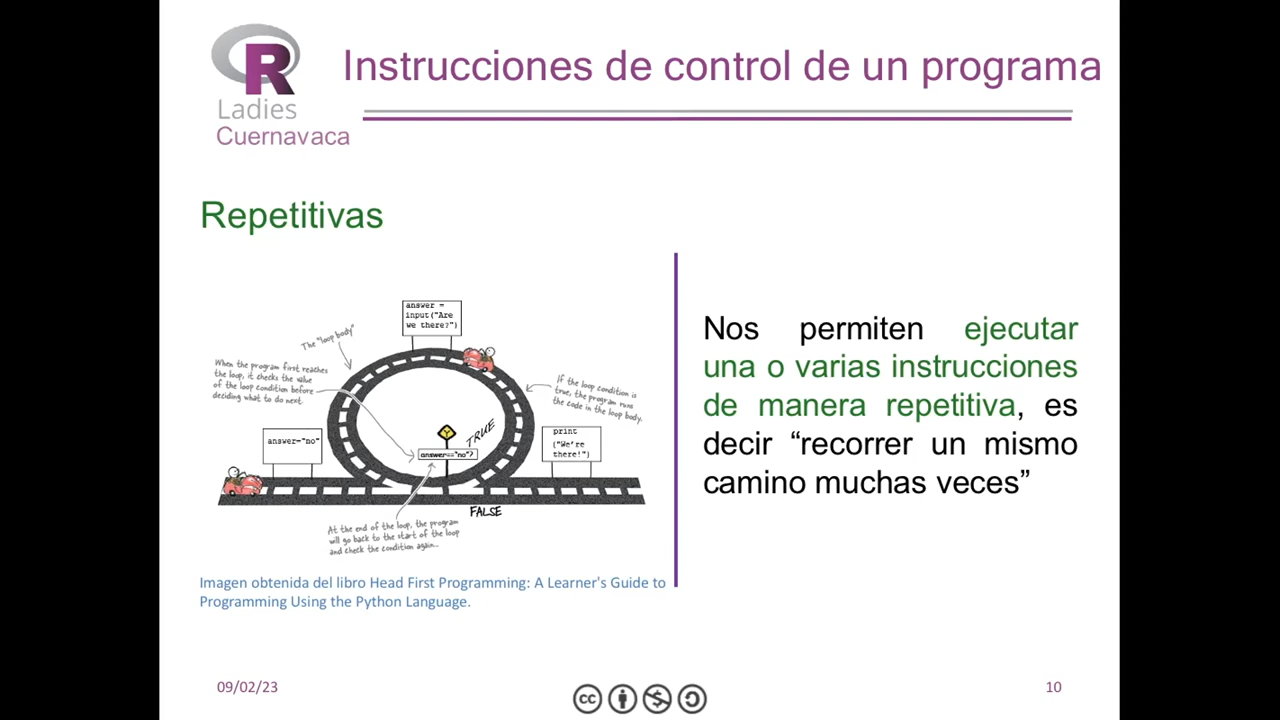 R
Ladies
Cuernavaca
Instrucciones de control de un programa
Repetitivas
answer =
input("Are
we there?")
The "loop body"
When the program first reaches
the loop, it checks the value
of the loop condition before
deciding what to do next.
If the loop condition is
true, the program runs
the code in the loop body.
answer="no"
TRUE
answer=="no"?
print
("We're
there!")
FALSE
At the end of the loop, the program
will go back to the start of the loop
and check the condition again...
Imagen obtenida del libro Head First Programming: A Learner's Guide to
Programming Using the Python Language.
Nos permiten ejecutar
una o varias instrucciones
de manera repetitiva, es
decir “recorrer un mismo
camino muchas veces”
09/02/23
cc
10